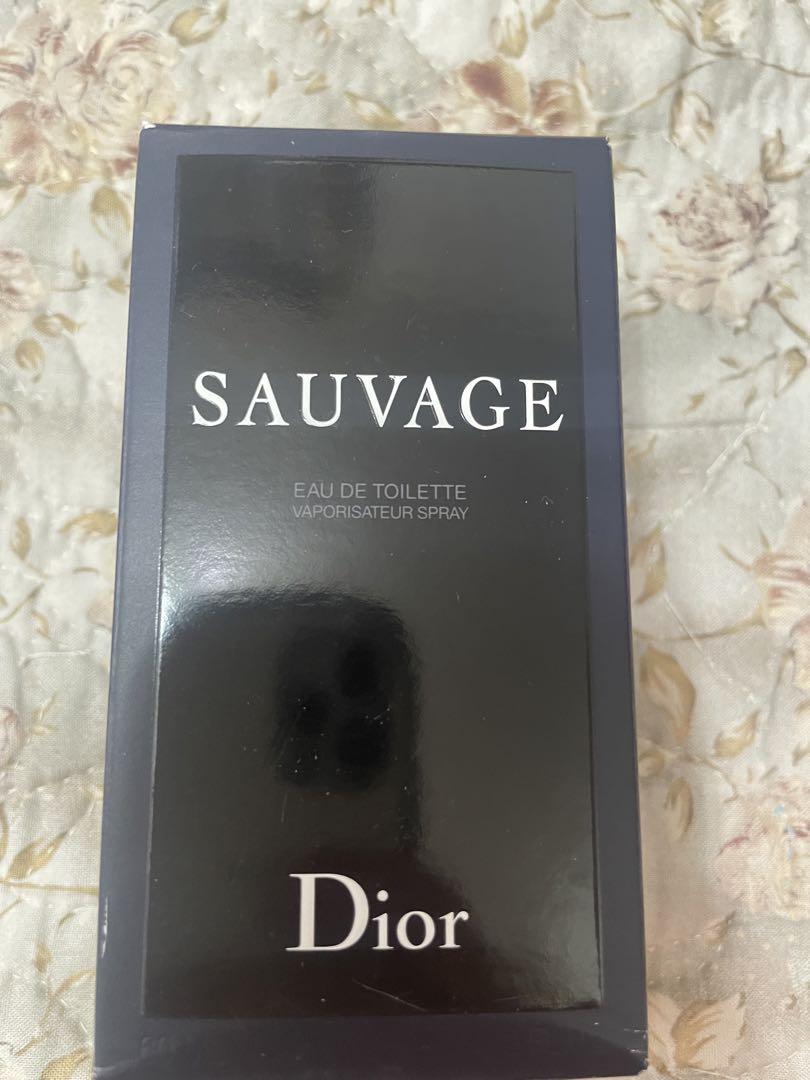 SAUVAGE
EAU DE TOILETTE
VAPORISATEUR SPRAY
Dior